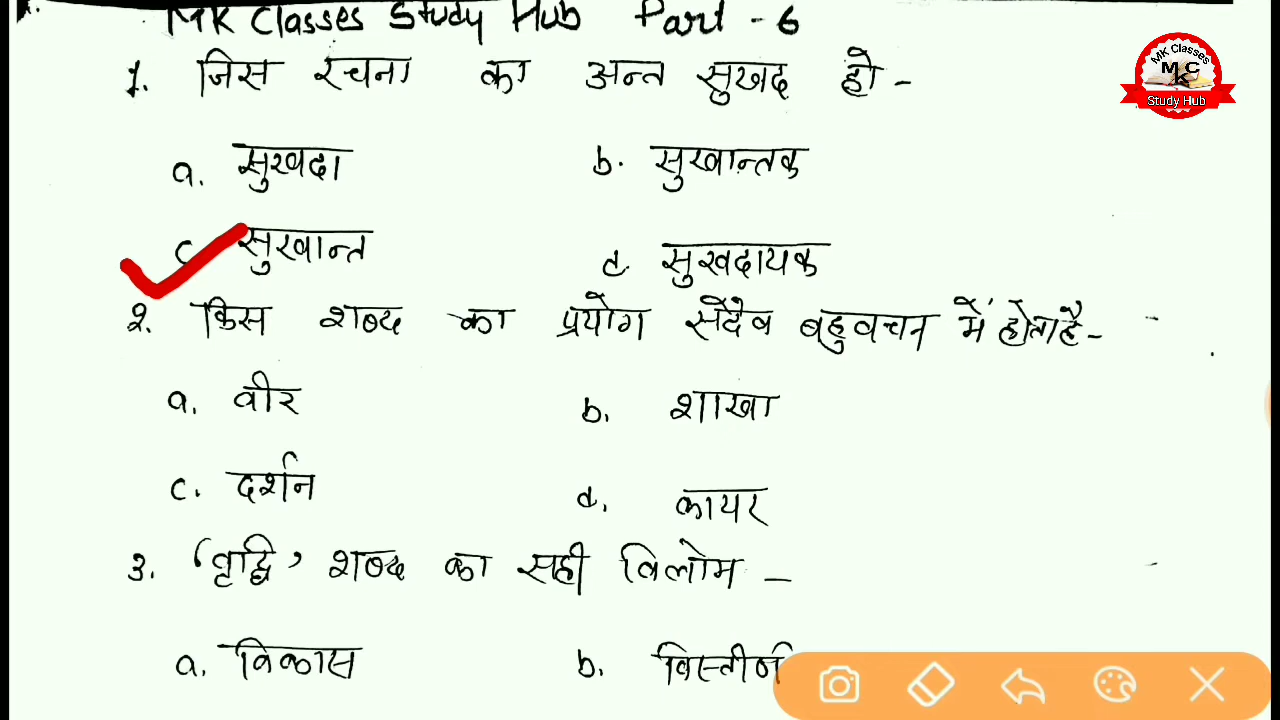 MK Classes Study Hub Part - 6
MK Classes
MCK
Study Hub
1. जिस रचना का अन्त सुखद हो -
a. सुखदा b. सुखान्तक
c सुखान्त d. सुखदायक
2. किस शब्द का प्रयोग सदैव बहुवचन में होता है -
a. वीर b. शाखा
c. दर्शन d. कायर
3. 'वृद्धि' शब्द का सही विलोम -
a. विकास b. विस्तीर्ण